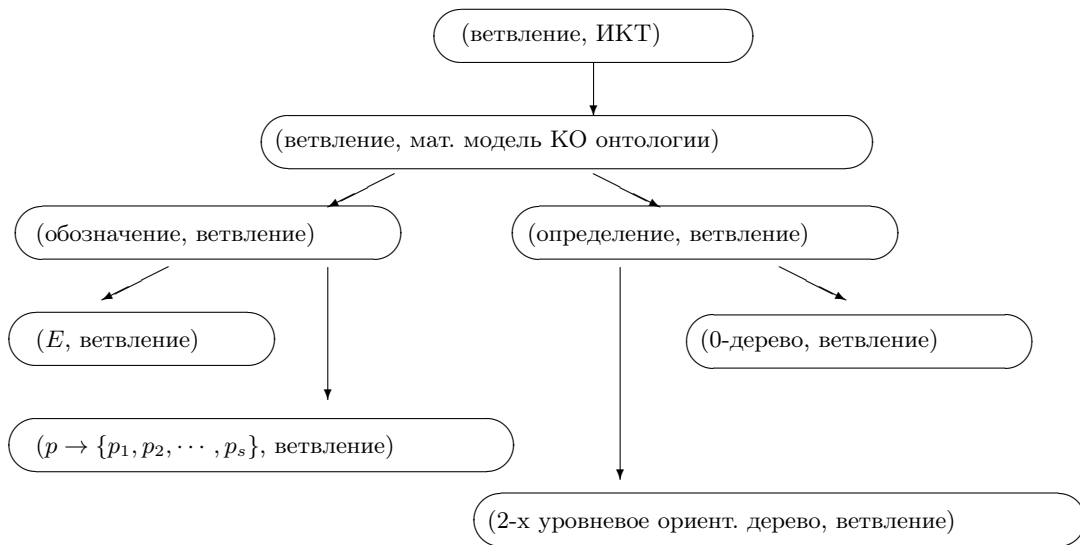 (ветвление, ИКТ)
(ветвление, мат. модель КО онтологии)
(обозначение, ветвление)
(определение, ветвление)
(E, ветвление)
(0-дерево, ветвление)
(p → {p₁, p₂, ⋯ , pₛ}, ветвление)
(2-х уровневое ориент. дерево, ветвление)